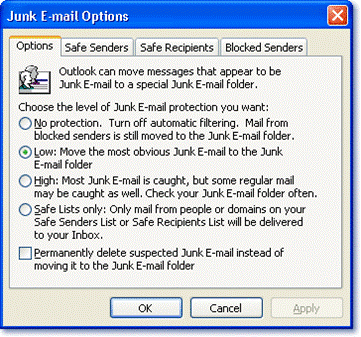 Junk E-mail Options
Options
Safe Senders
Safe Recipients
Blocked Senders
Outlook can move messages that appear to be
Junk E-mail to a special Junk E-mail folder.
Choose the level of Junk E-mail protection you want:
No protection. Turn off automatic filtering. Mail from
blocked senders is still moved to the Junk E-mail folder.
Low: Move the most obvious Junk E-mail to the Junk
E-mail folder
High: Most Junk E-mail is caught, but some regular mail
may be caught as well. Check your Junk E-mail folder often.
Safe Lists only: Only mail from people or domains on your
Safe Senders List or Safe Recipients List will be delivered
to your Inbox.
Permanently delete suspected Junk E-mail instead of
moving it to the Junk E-mail folder
OK
Cancel
Apply